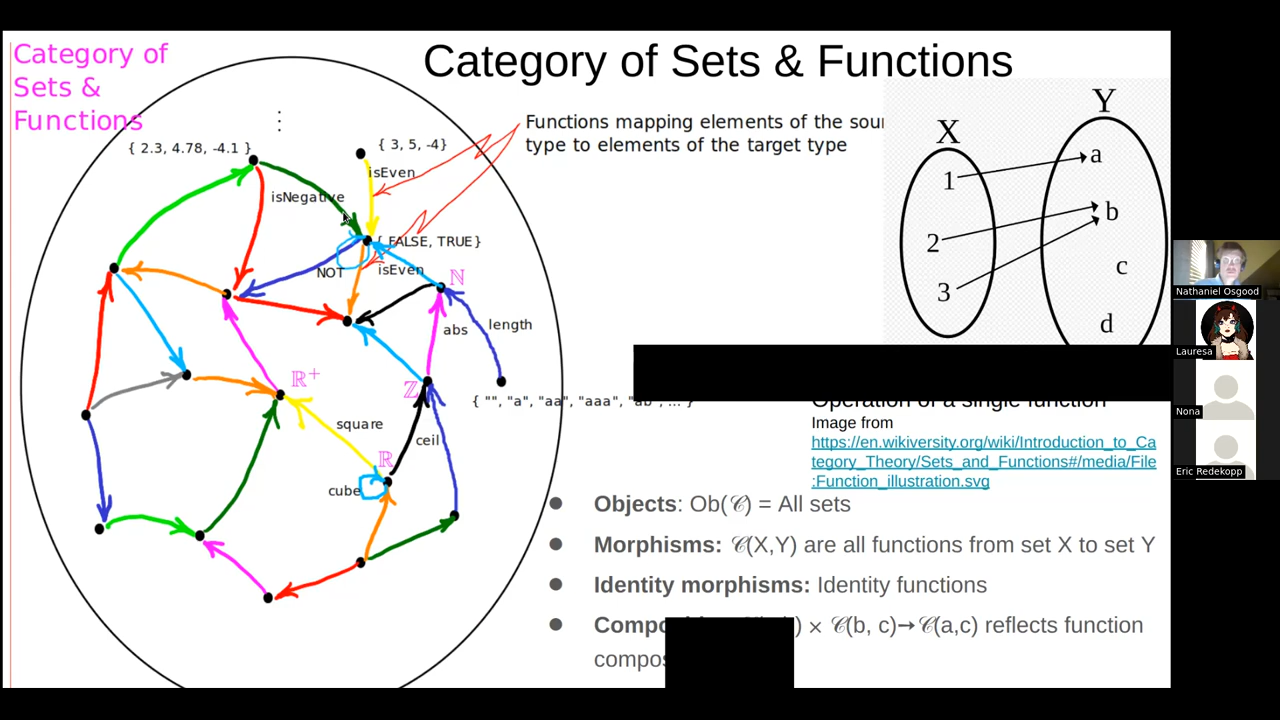 Category of
Sets &
Functions
Category of Sets & Functions
{ 2.3, 4.78, -4.1 }
{ 3, 5, -4}
isEven
isNegative
{ FALSE, TRUE}
NOT
isEven
ℕ
abs
length
ℝ⁺
ℤ
{ "", "a", "aa", "aaa", "ab", ... }
square
ceil
ℝ
cube
Functions mapping elements of the sour
type to elements of the target type
X
Y
1
2
3
a
b
c
d
Operation of a single function
Image from
https://en.wikiversity.org/wiki/Introduction_to_Ca
tegory_Theory/Sets_and_Functions#/media/File
:Function_illustration.svg
● Objects: Ob(𝒞) = All sets
● Morphisms: 𝒞(X,Y) are all functions from set X to set Y
● Identity morphisms: Identity functions
● ) × 𝒞(b, c)→𝒞(a,c) reflects function
Nathaniel Osgood
Lauresa
Nona
Eric Redekopp